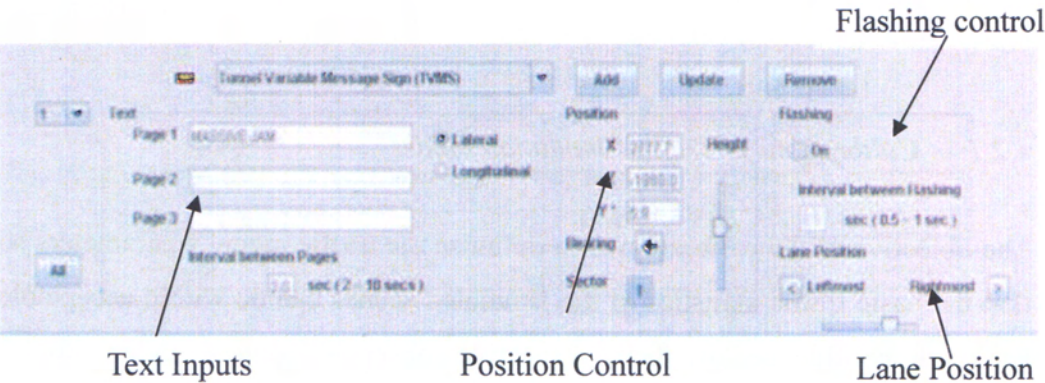 Flashing control
Tunnel Variable Message Sign (TVMS) Add Update Remove
1 Text Position Flashing
Page 1 MASSIVE JAM Lateral X Height On
Page 2 Longitudinal
Page 3 Y* Interval between Flashing
sec ( 0.5 - 1 sec. )
Interval between Pages Bearing Lane Position
All sec ( 2 - 10 secs ) Sector < Leftmost Rightmost >
Text Inputs Position Control Lane Position